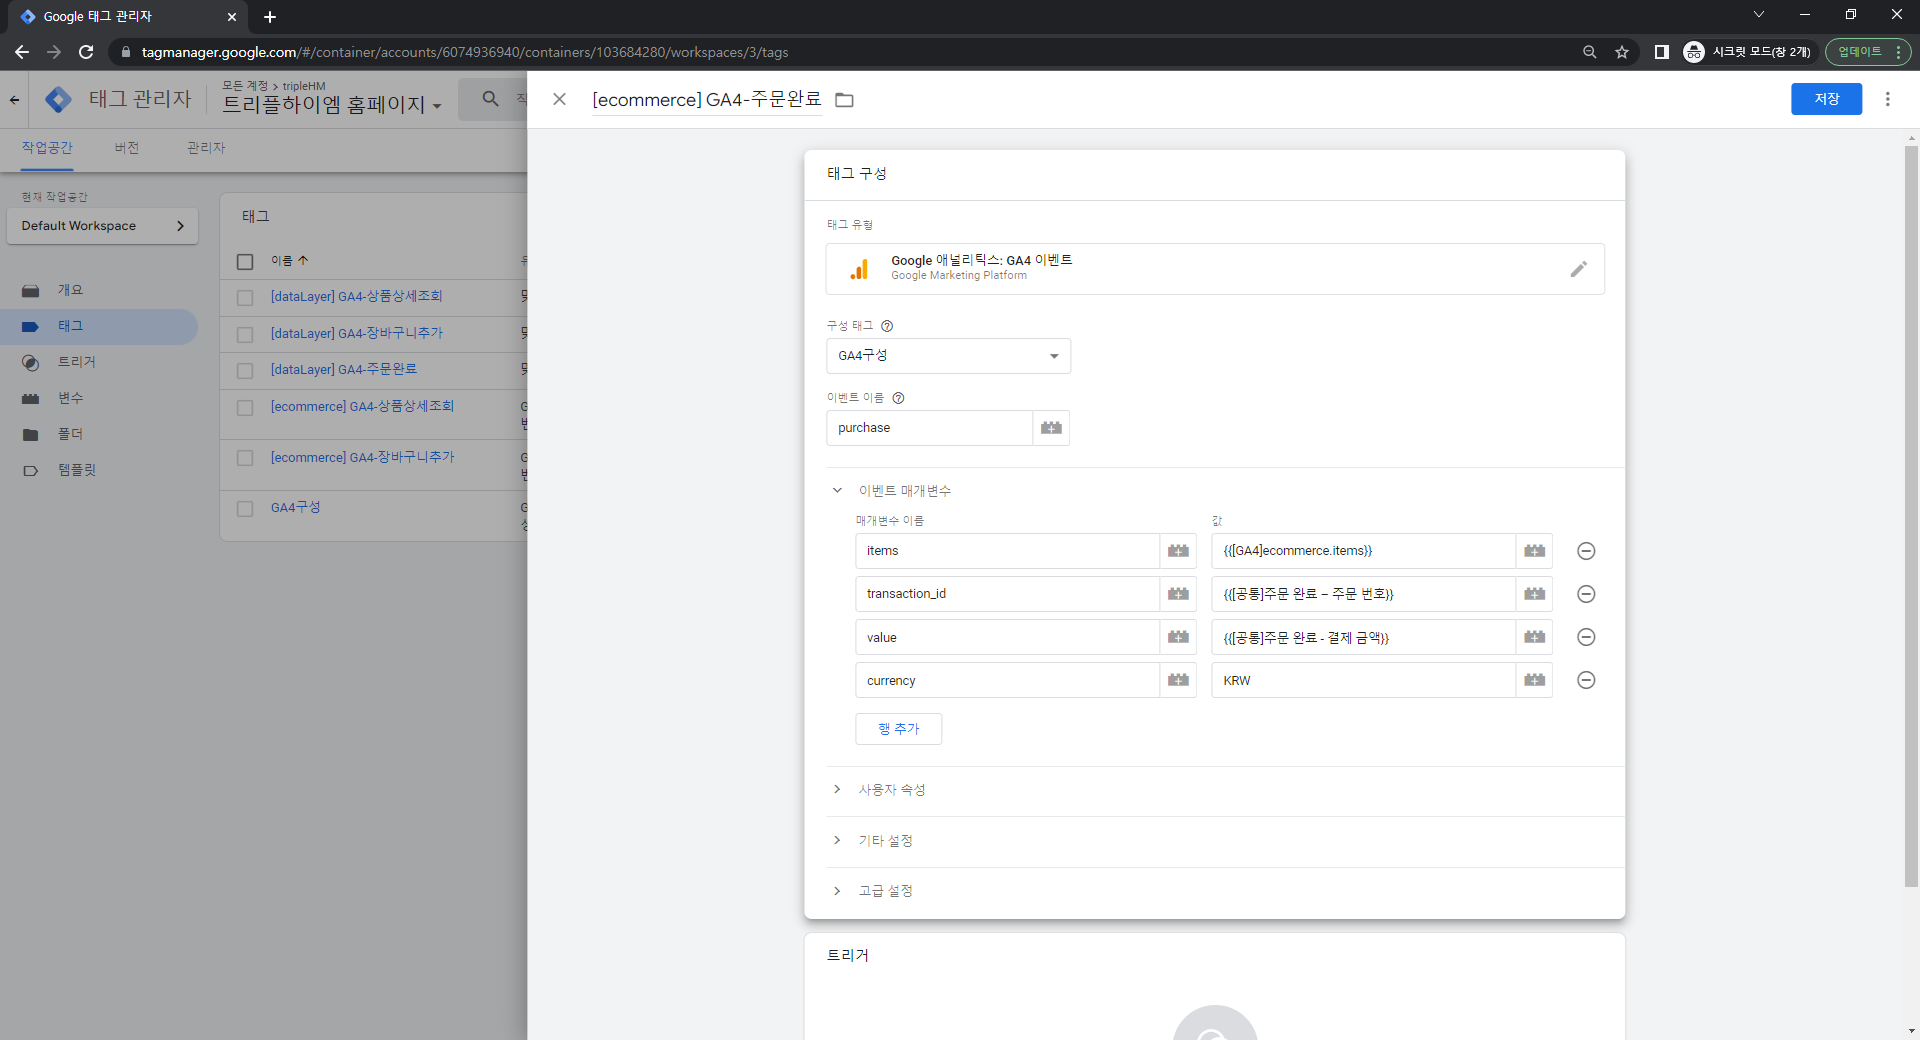 Google 태그 관리자
tagmanager.google.com/#/container/accounts/6074936940/containers/103684280/workspaces/3/tags
시크릿 모드(창 2개)
업데이트
태그 관리자
모든 계정 > tripleHM
트리플하이엠 홈페이지
[ecommerce] GA4-주문완료
저장
작업공간
버전
관리자
현재 작업공간
Default Workspace
개요
태그
트리거
변수
폴더
템플릿
태그
이름
[dataLayer] GA4-상품상세조회
[dataLayer] GA4-장바구니추가
[dataLayer] GA4-주문완료
[ecommerce] GA4-상품상세조회
[ecommerce] GA4-장바구니추가
GA4구성
태그 구성
태그 유형
Google 애널리틱스: GA4 이벤트
Google Marketing Platform
구성 태그
GA4구성
이벤트 이름
purchase
이벤트 매개변수
매개변수 이름 값
items {{[GA4]ecommerce.items}}
transaction_id {{[공통]주문 완료 – 주문 번호}}
value {{[공통]주문 완료 - 결제 금액}}
currency KRW
행 추가
사용자 속성
기타 설정
고급 설정
트리거